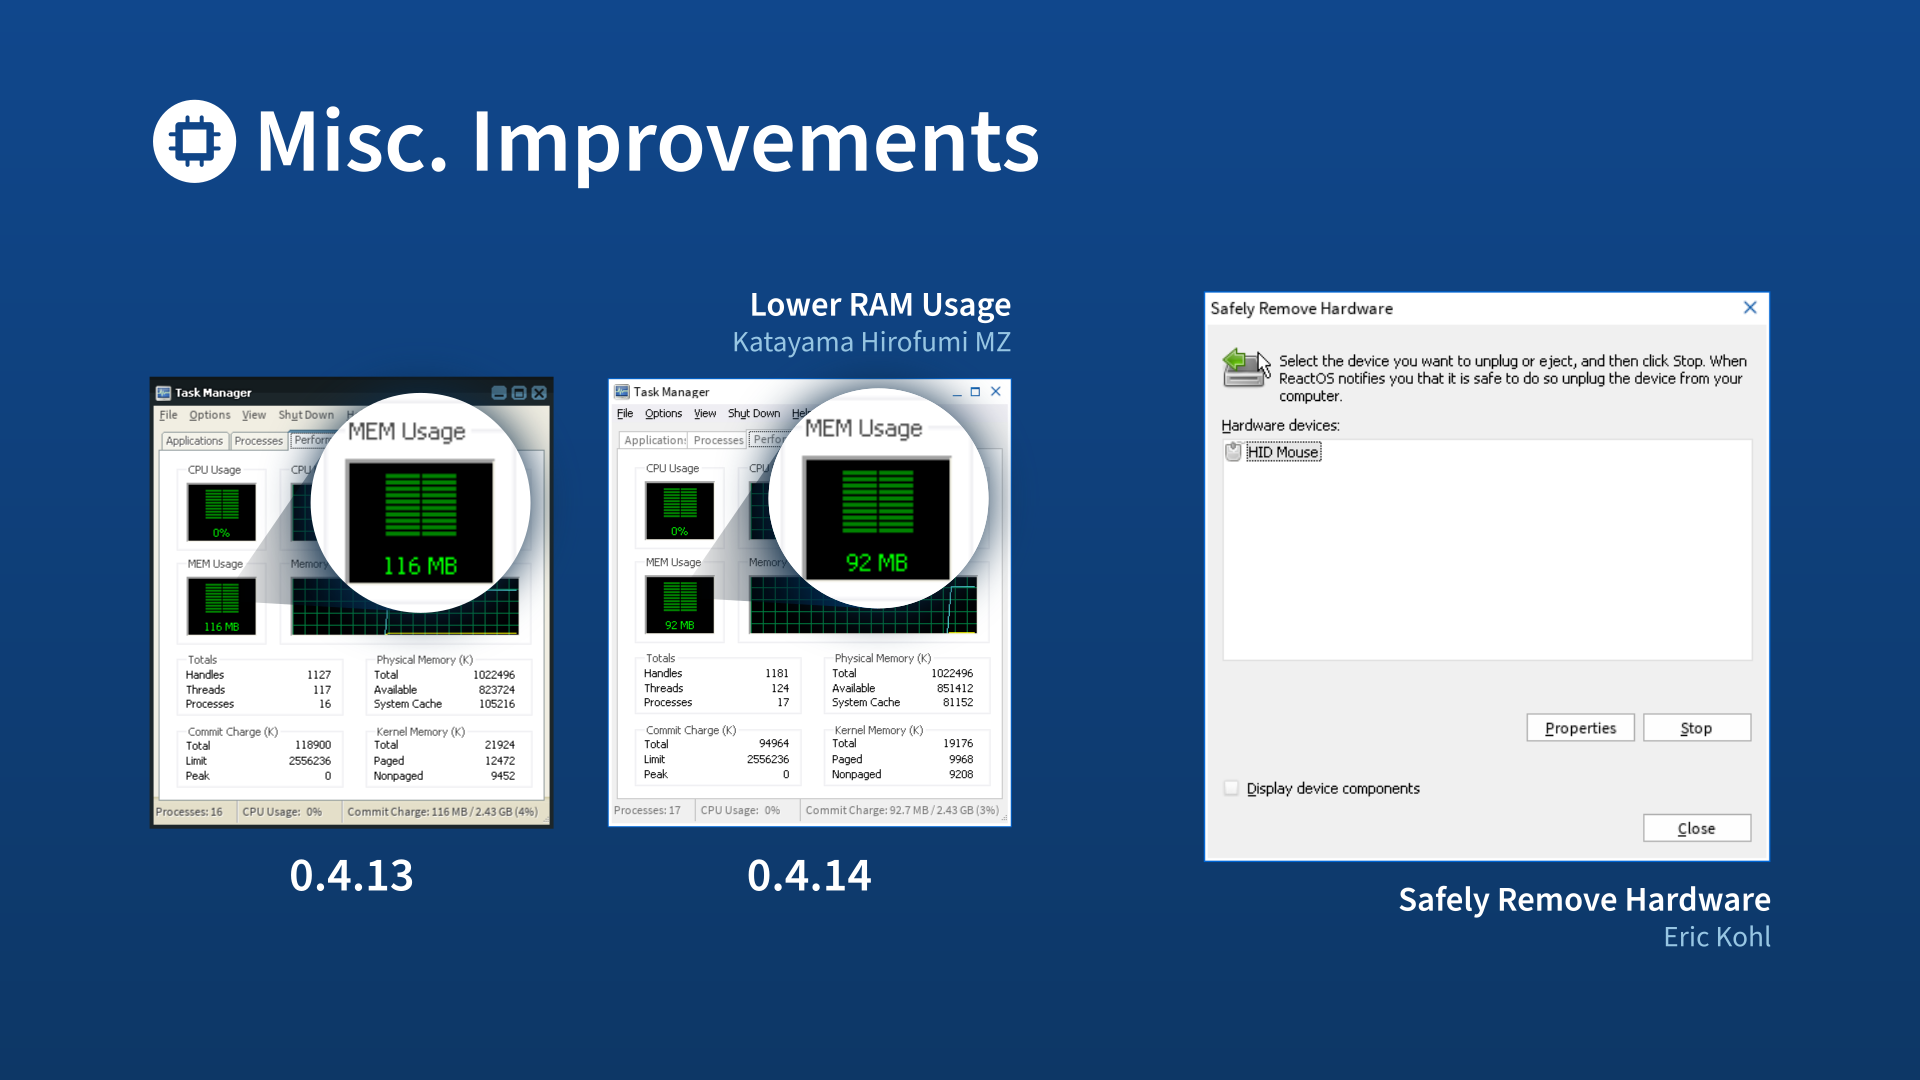 Misc. Improvements
Lower RAM Usage
Katayama Hirofumi MZ
Task Manager
File Options View Shut Down H
Applications Processes Perforn
MEM Usage
116 MB
CPU Usage CPU
0%
MEM Usage Memory
116 MB
Totals
Handles 1127
Threads 117
Processes 16
Physical Memory (K)
Total 1022496
Available 823724
System Cache 105216
Commit Charge (K)
Total 118900
Limit 2556236
Peak 0
Kernel Memory (K)
Total 21924
Paged 12472
Nonpaged 9452
Processes: 16 CPU Usage: 0% Commit Charge: 116 MB / 2.43 GB (4%)
0.4.13
Task Manager
File Options View Shut Down Help
Applications Processes Perfor
MEM Usage
92 MB
CPU Usage CPU
0%
MEM Usage Memory
92 MB
Totals
Handles 1181
Threads 124
Processes 17
Physical Memory (K)
Total 1022496
Available 851412
System Cache 81152
Commit Charge (K)
Total 94964
Limit 2556236
Peak 0
Kernel Memory (K)
Total 19176
Paged 9968
Nonpaged 9208
Processes: 17 CPU Usage: 0% Commit Charge: 92.7 MB / 2.43 GB (3%)
0.4.14
Safely Remove Hardware
Select the device you want to unplug or eject, and then click Stop. When
ReactOS notifies you that it is safe to do so unplug the device from your
computer.
Hardware devices:
HID Mouse
Properties Stop
Display device components
Close
Safely Remove Hardware
Eric Kohl